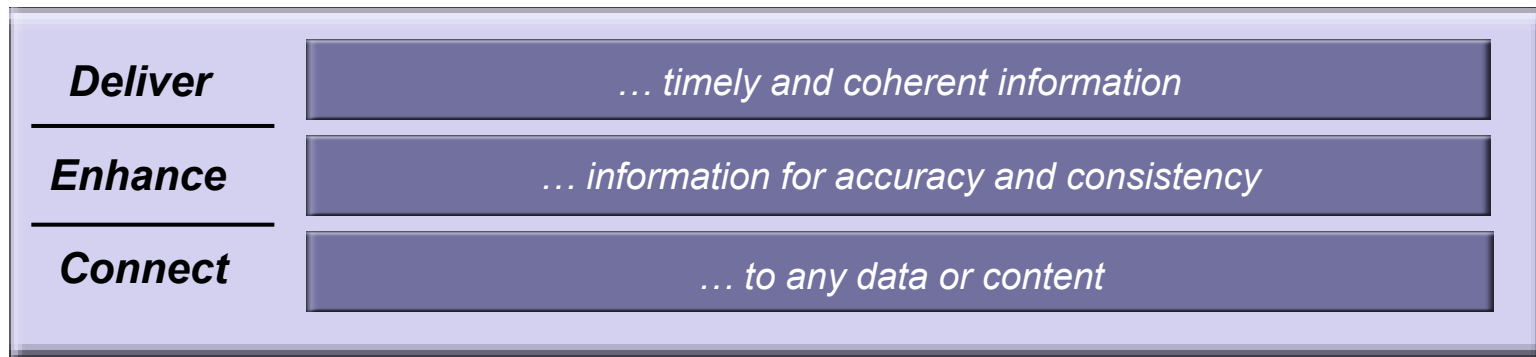 Deliver
… timely and coherent information
Enhance
… information for accuracy and consistency
Connect
… to any data or content